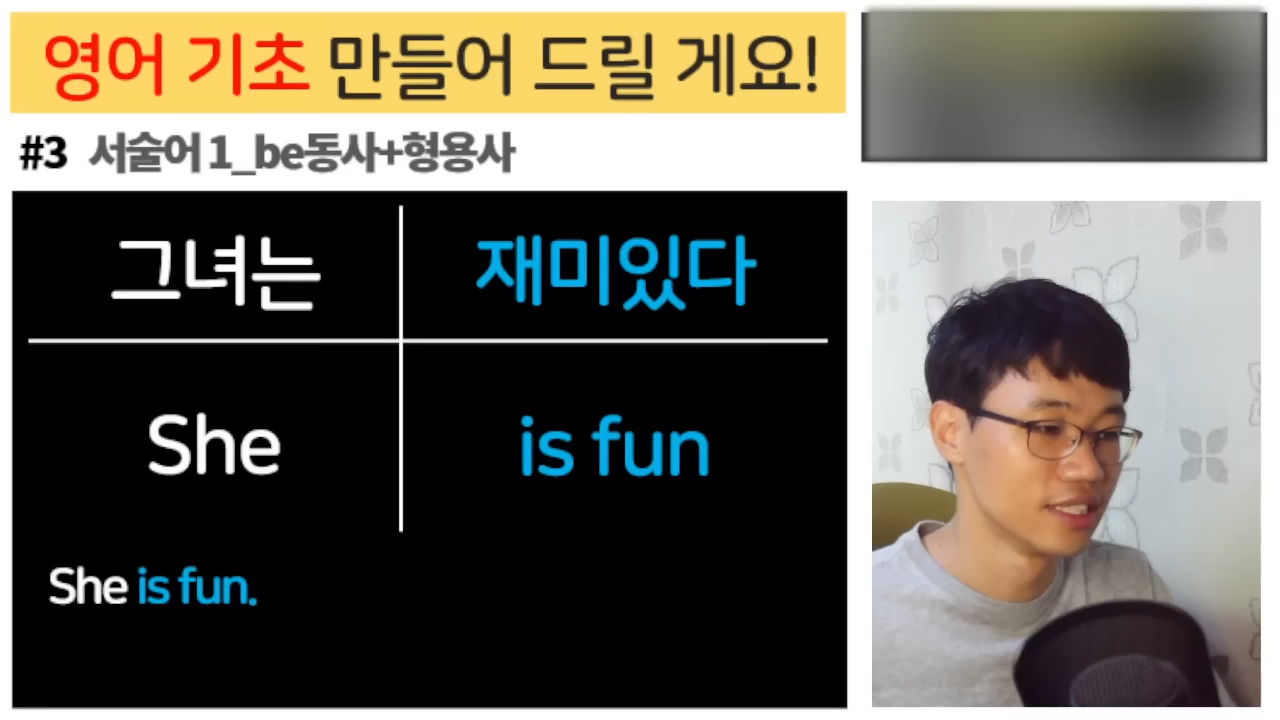 영어 기초 만들어 드릴 게요!
#3 서술어 1_be동사+형용사
그녀는 재미있다
She is fun
She is fun.